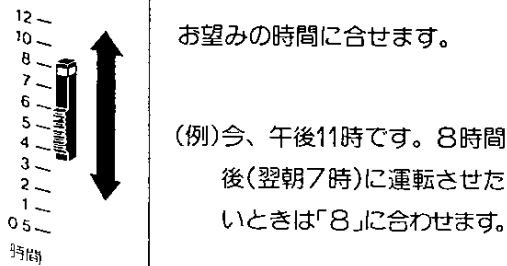 12
10
8
7
6
5
4
3
2
1
0 5
時間
お望みの時間に合せます。
(例)今、午後11時です。8時間
後(翌朝7時)に運転させた
いときは「8」に合わせます。